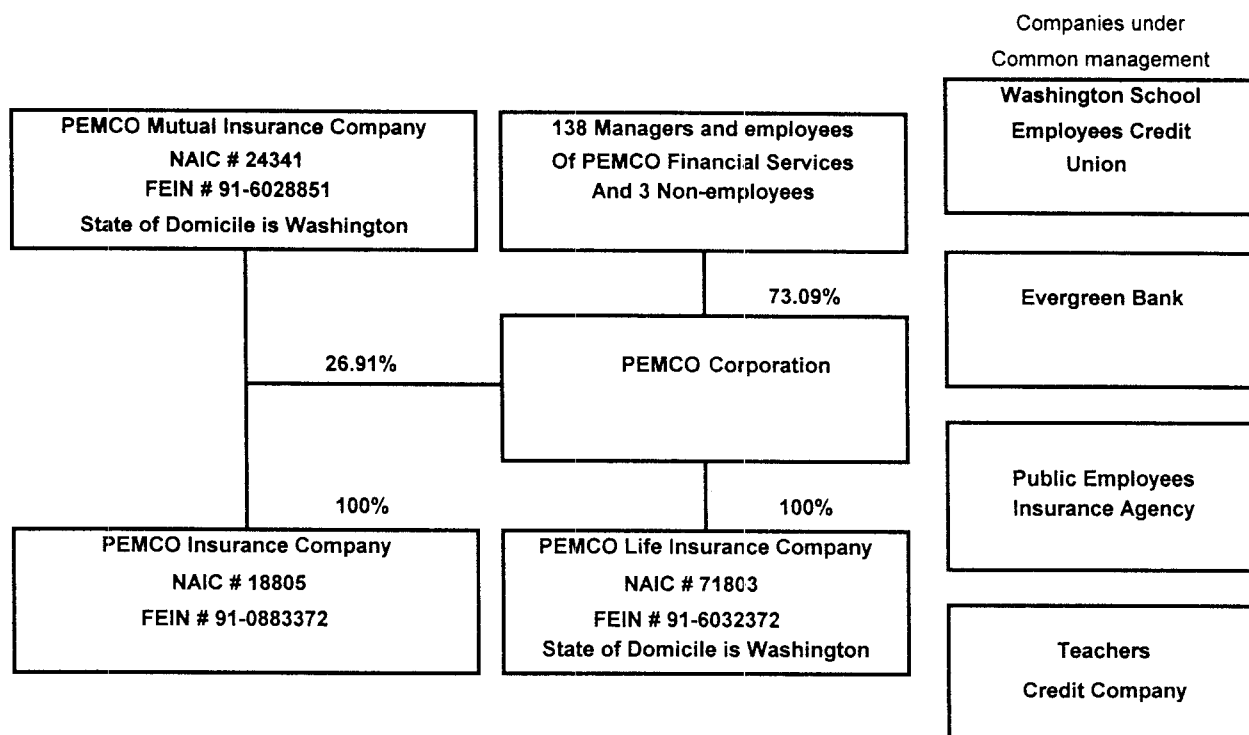 Companies under
Common management
PEMCO Mutual Insurance Company
NAIC # 24341
FEIN # 91-6028851
State of Domicile is Washington
138 Managers and employees
Of PEMCO Financial Services
And 3 Non-employees
Washington School
Employees Credit
Union
73.09%
Evergreen Bank
26.91%
PEMCO Corporation
Public Employees
Insurance Agency
100%
100%
PEMCO Insurance Company
NAIC # 18805
FEIN # 91-0883372
PEMCO Life Insurance Company
NAIC # 71803
FEIN # 91-6032372
State of Domicile is Washington
Teachers
Credit Company